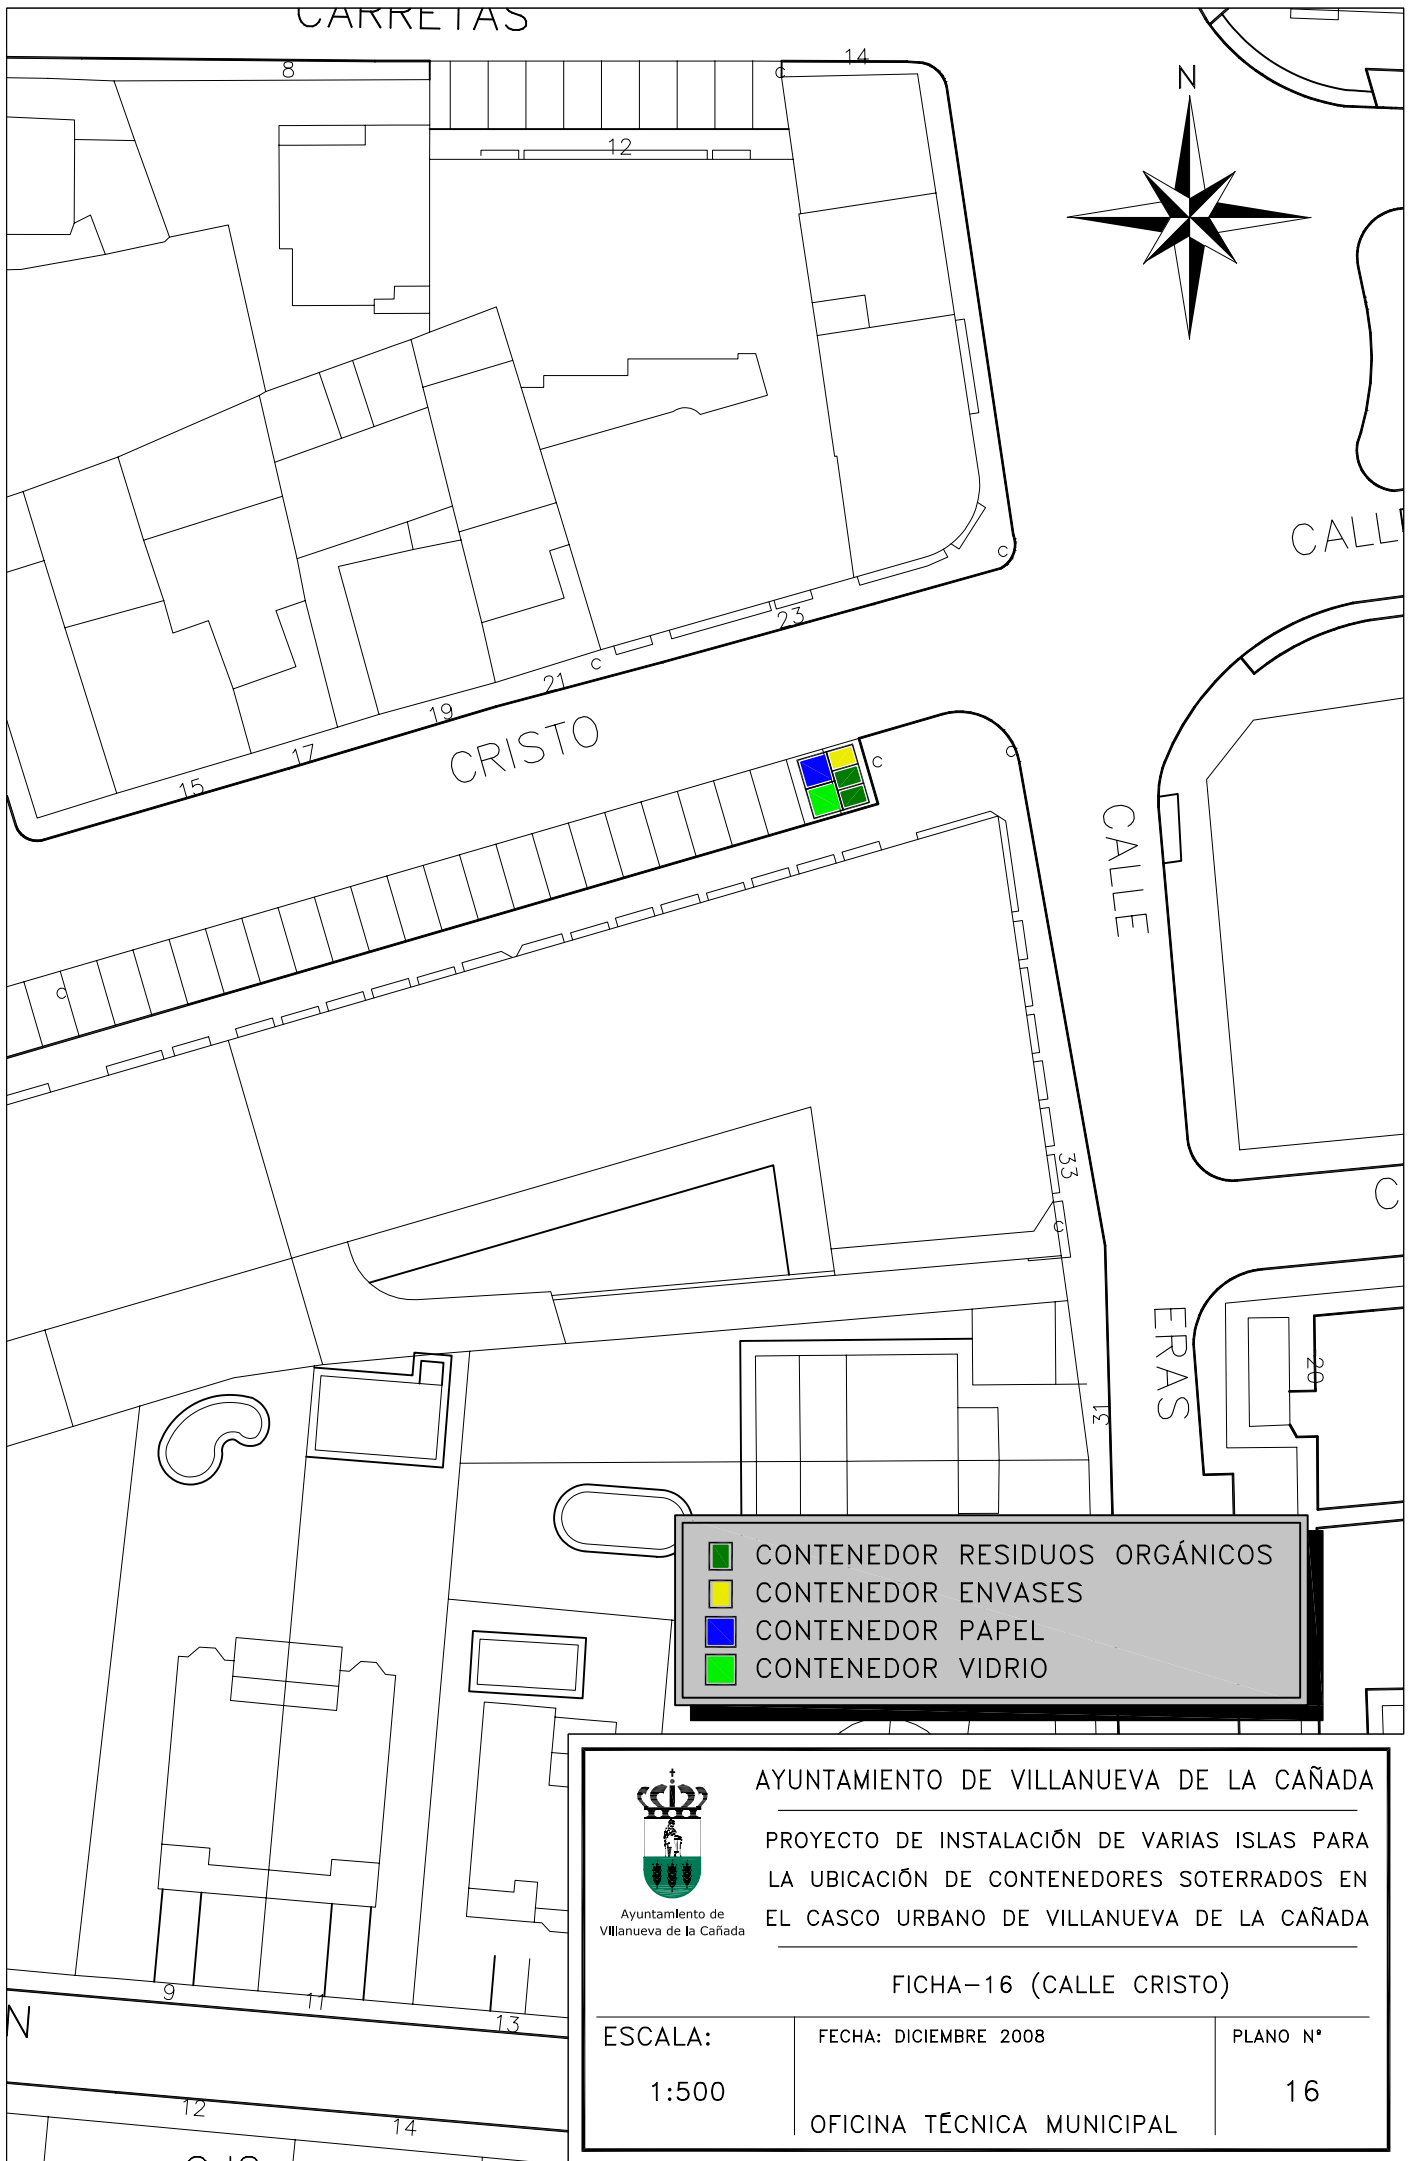 CARRETAS
8
C
14
N
12
CALLE
C
23
C
21
19
CRISTO
17
15
C
C
CALLE
C
33
C
C
ERAS
20
31
CONTENEDOR RESIDUOS ORGÁNICOS
CONTENEDOR ENVASES
CONTENEDOR PAPEL
CONTENEDOR VIDRIO
AYUNTAMIENTO DE VILLANUEVA DE LA CAÑADA
PROYECTO DE INSTALACIÓN DE VARIAS ISLAS PARA
LA UBICACIÓN DE CONTENEDORES SOTERRADOS EN
EL CASCO URBANO DE VILLANUEVA DE LA CAÑADA
Ayuntamiento de
Villanueva de la Cañada
FICHA-16 (CALLE CRISTO)
ESCALA:
1:500
FECHA: DICIEMBRE 2008
OFICINA TÉCNICA MUNICIPAL
PLANO Nº
16
9
11
13
N
12
14